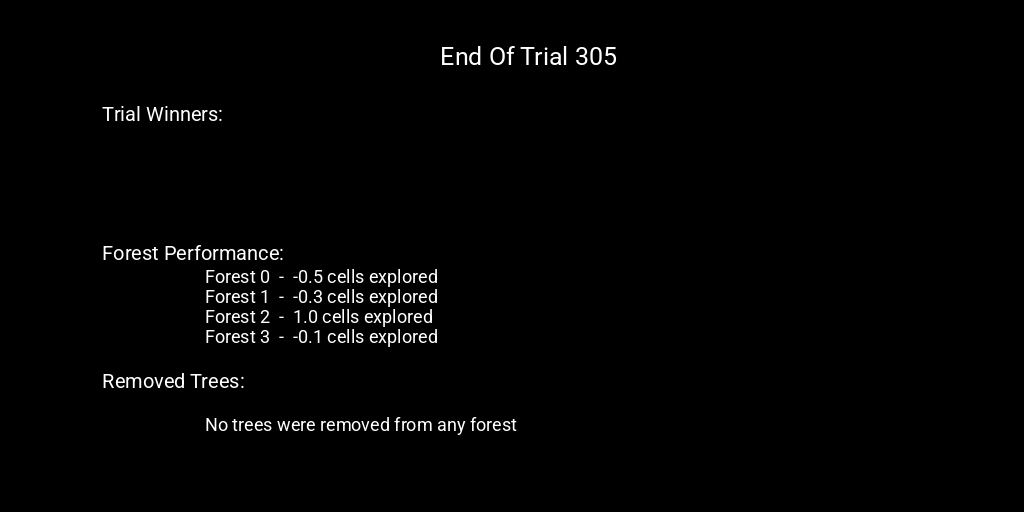 End Of Trial 305
Trial Winners:
Forest Performance:
Forest 0 - -0.5 cells explored
Forest 1 - -0.3 cells explored
Forest 2 - 1.0 cells explored
Forest 3 - -0.1 cells explored
Removed Trees:
No trees were removed from any forest